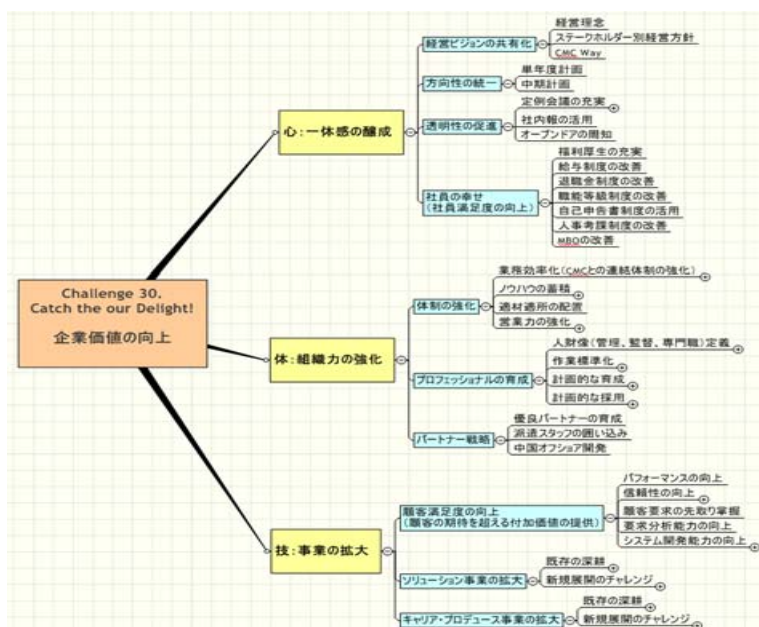 Challenge 30.
Catch the our Delight!
企業価値の向上
心：一体感の醸成
経営ビジョンの共有化
経営理念
ステークホルダー別経営方針
CMC Way
方向性の統一
単年度計画
中期計画
透明性の促進
定例会議の充実
社内報の活用
オープンドアの周知
社員の幸せ
（社員満足度の向上）
福利厚生の充実
給与制度の改善
退職金制度の改善
職能等級制度の改善
自己申告書制度の活用
人事考課制度の改善
MBOの改善
体：組織力の強化
体制の強化
業務効率化（CMCとの連結体制の強化）
ノウハウの蓄積
適材適所の配置
営業力の強化
プロフェッショナルの育成
人財像（管理、監督、専門職）定義
作業標準化
計画的な育成
計画的な採用
パートナー戦略
優良パートナーの育成
派遣スタッフの囲い込み
中国オフショア開発
技：事業の拡大
顧客満足度の向上
（顧客の期待を超える付加価値の提供）
パフォーマンスの向上
信頼性の向上
顧客要求の先取り掌握
要求分析能力の向上
システム開発能力の向上
ソリューション事業の拡大
既存の深耕
新規展開のチャレンジ
キャリア・プロデュース事業の拡大
既存の深耕
新規展開のチャレンジ